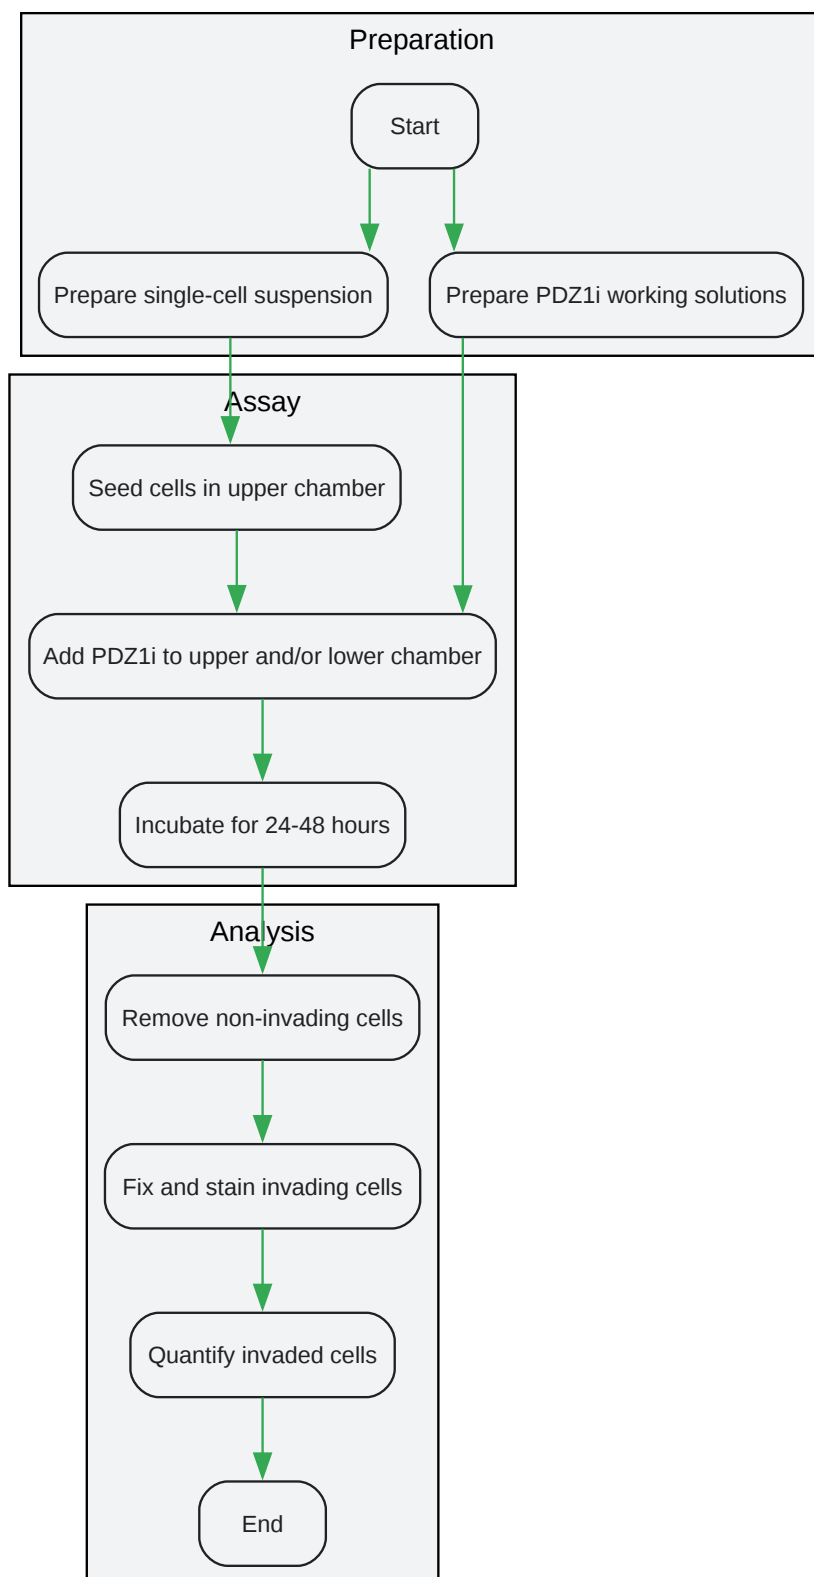 Preparation
Start
Prepare single-cell suspension
Prepare PDZ1i working solutions
Assay
Seed cells in upper chamber
Add PDZ1i to upper and/or lower chamber
Incubate for 24-48 hours
Analysis
Remove non-invading cells
Fix and stain invading cells
Quantify invaded cells
End